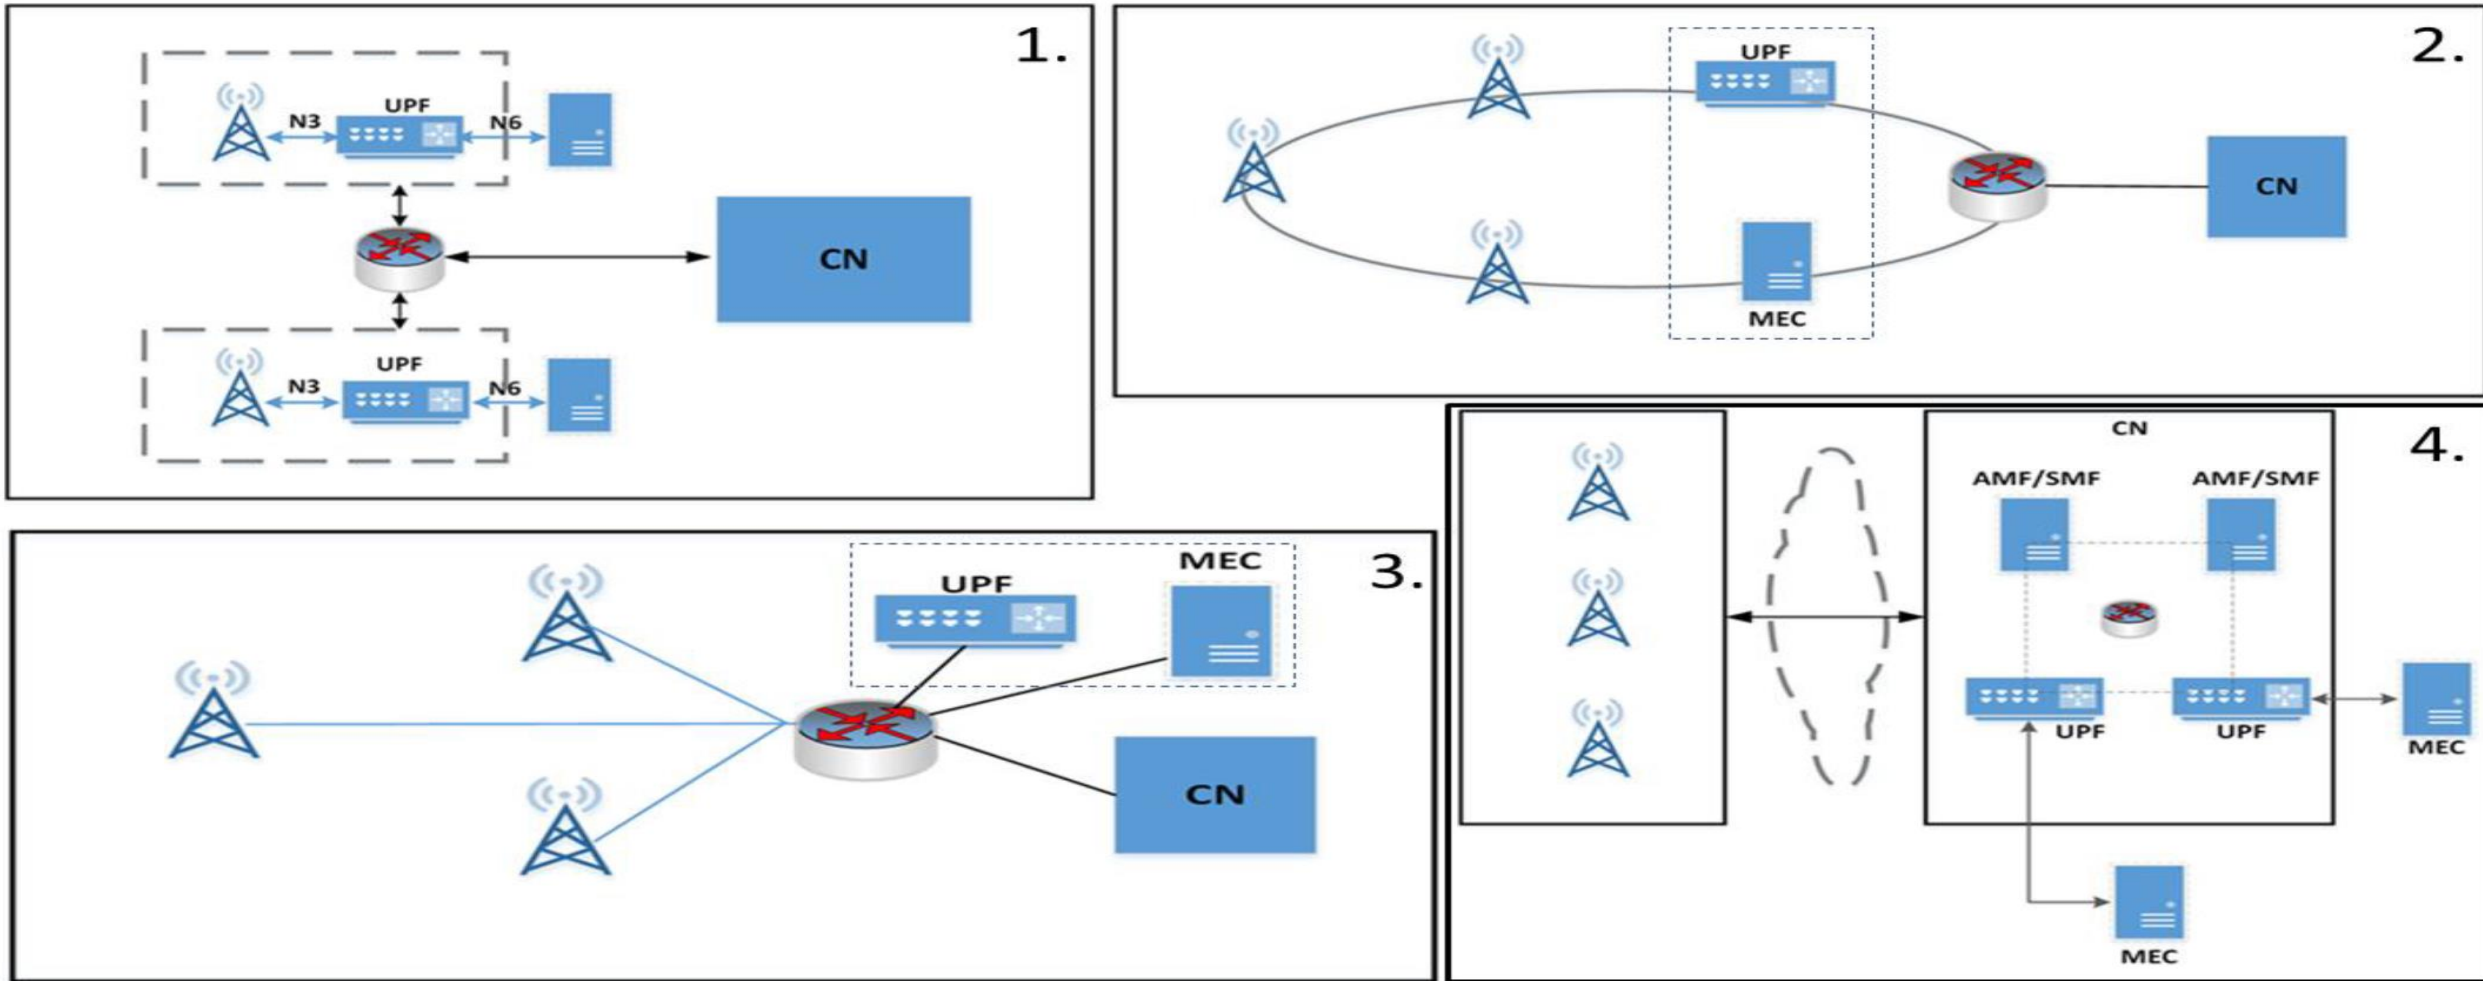 1.
UPF
N3
N6
CN
UPF
N3
N6
2.
UPF
CN
MEC
3.
MEC
UPF
CN
4.
CN
AMF/SMF
AMF/SMF
UPF
UPF
MEC
MEC